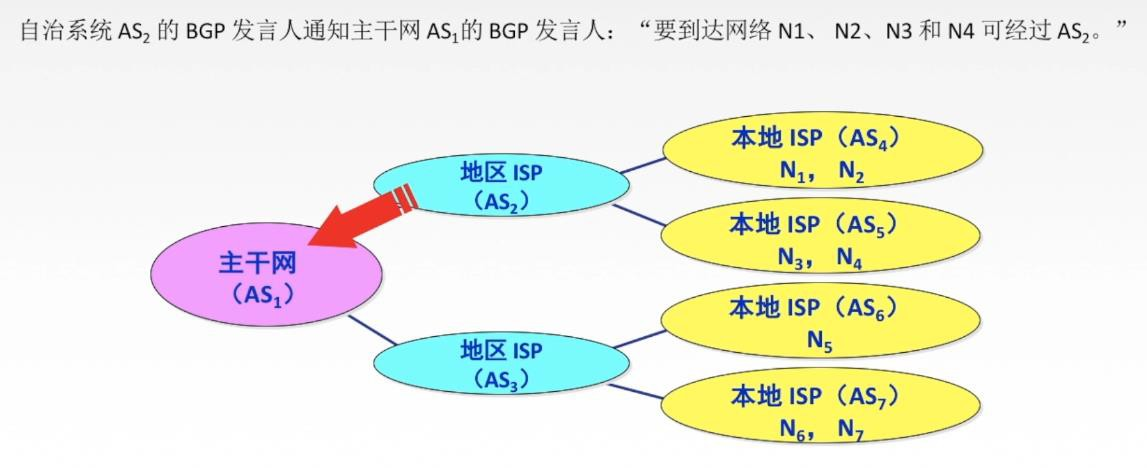 自治系统 AS₂ 的 BGP 发言人通知主干网 AS₁的 BGP 发言人：“要到达网络 N1、 N2、N3 和 N4 可经过 AS₂。”
本地 ISP（AS₄）
N₁， N₂
地区 ISP
（AS₂）
本地 ISP（AS₅）
N₃， N₄
主干网
（AS₁）
本地 ISP（AS₆）
N₅
地区 ISP
（AS₃）
本地 ISP（AS₇）
N₆， N₇